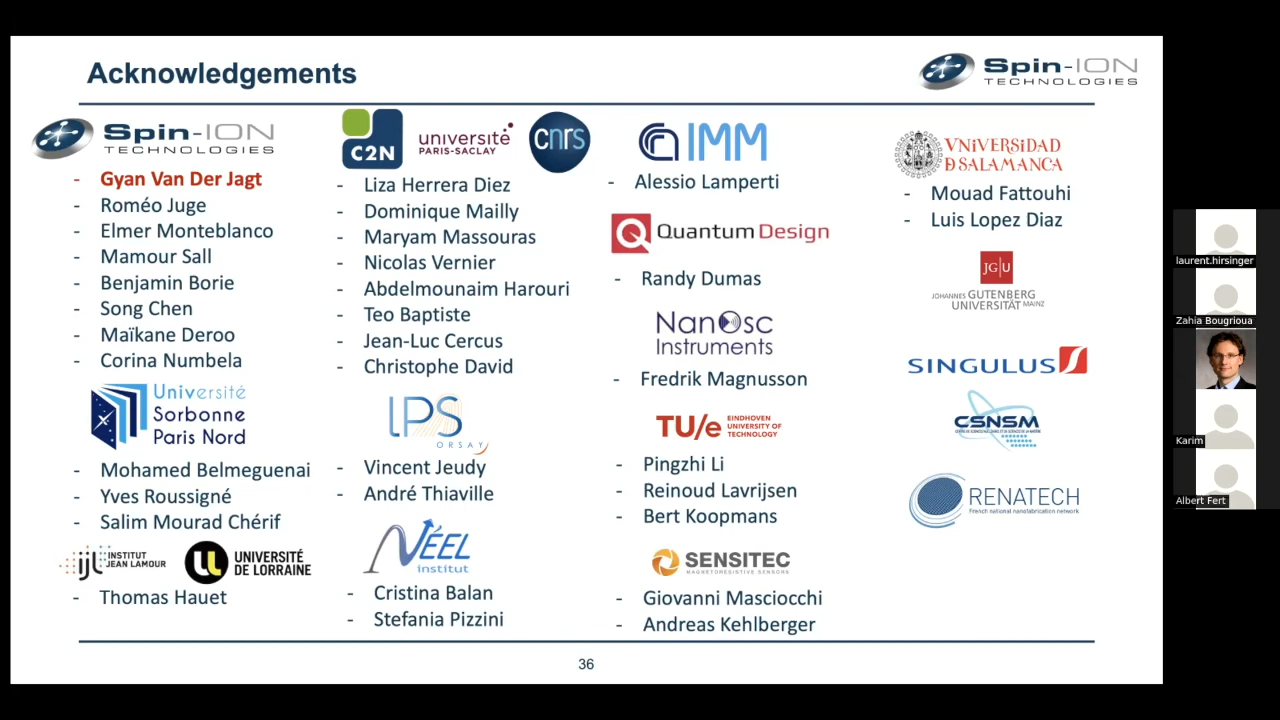 Acknowledgements
Spin-ION
TECHNOLOGIES
Spin-ION
TECHNOLOGIES
- Gyan Van Der Jagt
- Roméo Juge
- Elmer Monteblanco
- Mamour Sall
- Benjamin Borie
- Song Chen
- Maïkane Deroo
- Corina Numbela
Université
Sorbonne
Paris Nord
- Mohamed Belmeguenai
- Yves Roussigné
- Salim Mourad Chérif
ijl INSTITUT
JEAN LAMOUR
UNIVERSITÉ
DE LORRAINE
- Thomas Hauet
C2N
université
PARIS-SACLAY
cnrs
- Liza Herrera Diez
- Dominique Mailly
- Maryam Massouras
- Nicolas Vernier
- Abdelmounaim Harouri
- Teo Baptiste
- Jean-Luc Cercus
- Christophe David
LPS
ORSAY
- Vincent Jeudy
- André Thiaville
NÉEL
institut
- Cristina Balan
- Stefania Pizzini
IMM
- Alessio Lamperti
Quantum Design
- Randy Dumas
NanOsc
Instruments
- Fredrik Magnusson
TU/e EINDHOVEN
UNIVERSITY OF
TECHNOLOGY
- Pingzhi Li
- Reinoud Lavrijsen
- Bert Koopmans
SENSITEC
MAGNETORESISTIVE SENSORS
- Giovanni Masciocchi
- Andreas Kehlberger
VNIVERSIDAD
D SALAMANCA
- Mouad Fattouhi
- Luis Lopez Diaz
JG|U
JOHANNES GUTENBERG
UNIVERSITÄT MAINZ
SINGULUS
CSNSM
RENATECH
French national nanofabrication network
36
laurent.hirsinger
Zahia Bougrioua
Karim
Albert Fert